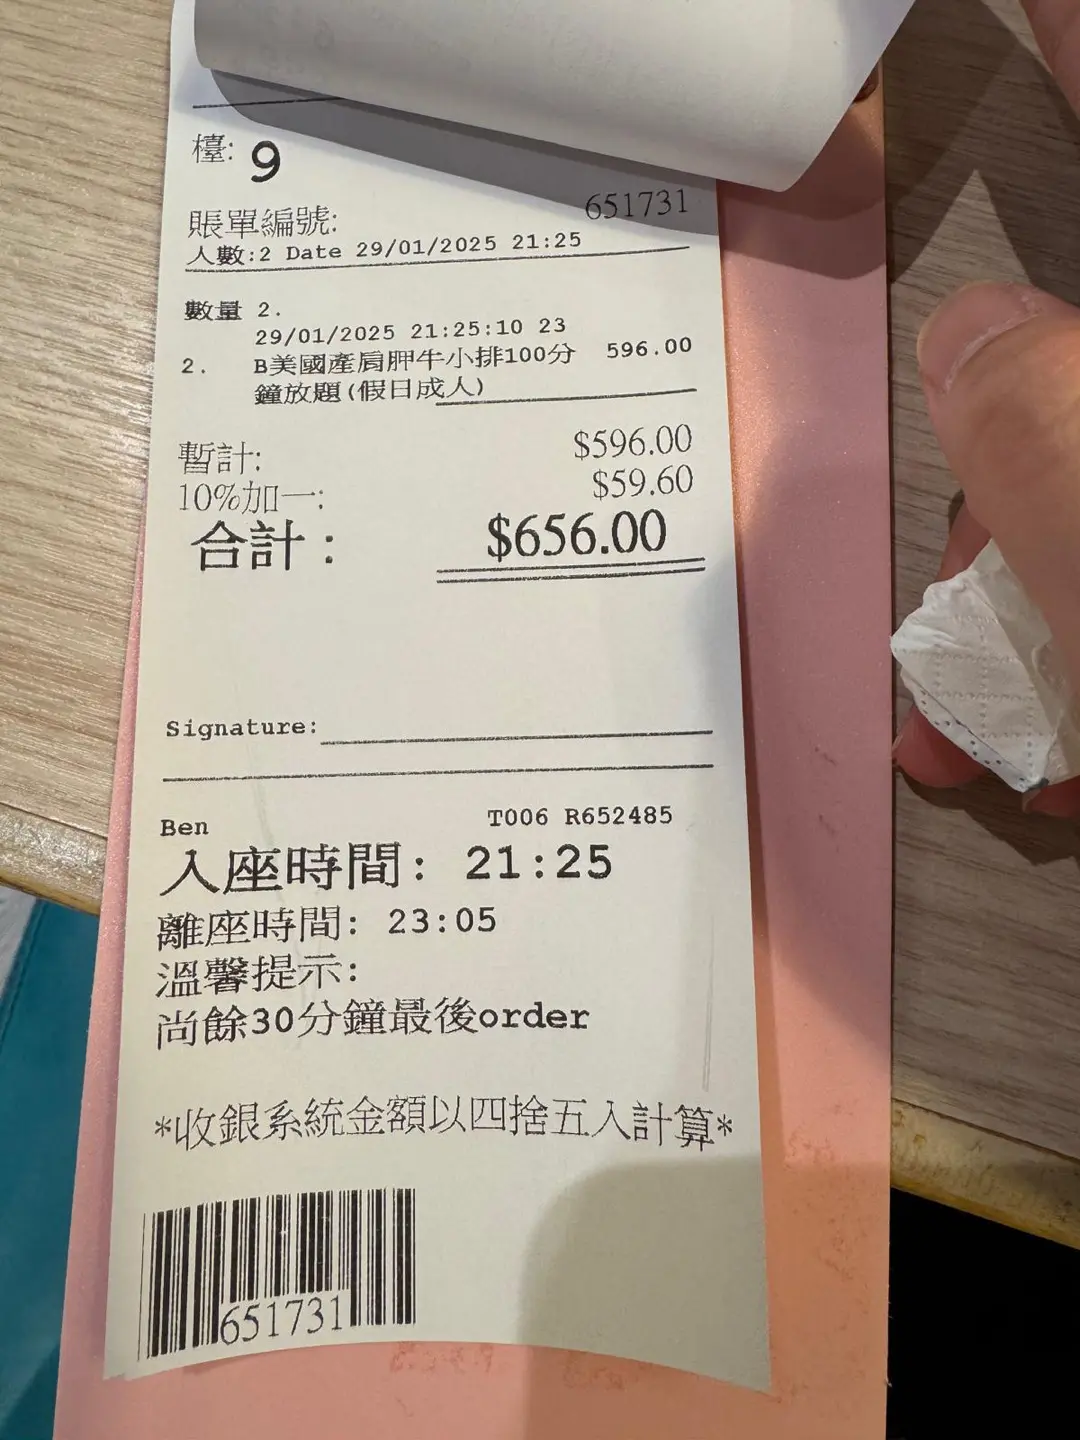 檯: 9
賬單編號: 651731
人數:2 Date 29/01/2025 21:25
數量 2.
29/01/2025 21:25:10 23
2. B美國產肩胛牛小排100分 596.00
鐘放題(假日成人)
暫計: $596.00
10%加一: $59.60
合計: $656.00
Signature:
Ben T006 R652485
入座時間: 21:25
離座時間: 23:05
溫馨提示:
尚餘30分鐘最後order
*收銀系統金額以四捨五入計算*
651731